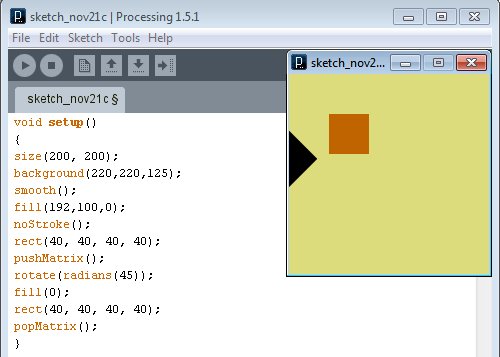 sketch_nov21c | Processing 1.5.1
File Edit Sketch Tools Help
sketch_nov2...
sketch_nov21c §
void setup()
{
size(200, 200);
background(220,220,125);
smooth();
fill(192,100,0);
noStroke();
rect(40, 40, 40, 40);
pushMatrix();
rotate(radians(45));
fill(0);
rect(40, 40, 40, 40);
popMatrix();
}